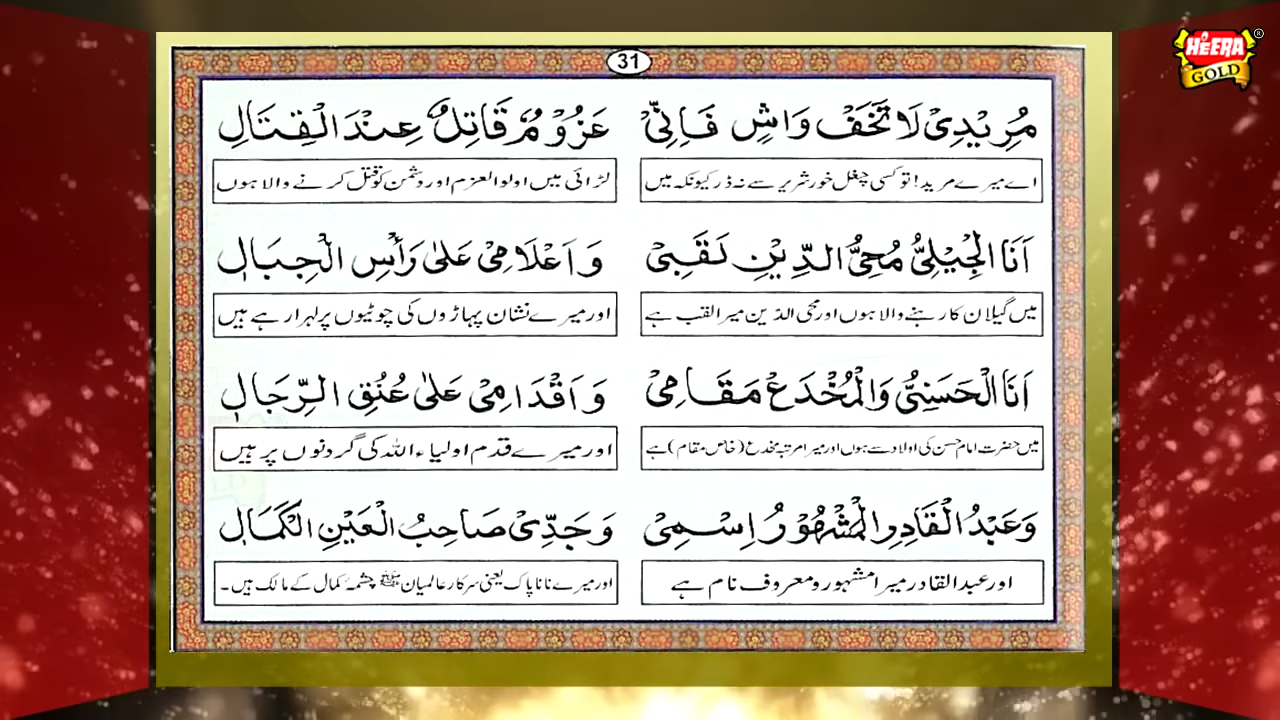 31
HEERA
GOLD
®
مُرِيْدِىْ لَا تَخَفْ وَاشٍ فَاِنِّىْ
عَزُوْمٌ قَاتِلٌ عِنْدَ الْقِتَالِ
اے میرے مرید! تو کسی چغل خور شریر سے نہ ڈر کیونکہ میں
لڑائی میں اولوالعزم اور دشمن کو قتل کرنے والا ہوں
اَنَا الْجِيْلِىُّ مُحِىُّ الدِّيْنِ لَقَبِىْ
وَاَعْلَامِىْ عَلٰى رَأْسِ الْجِبَالِ
میں گیلان کا رہنے والا ہوں اور محی الدین میرا لقب ہے
اور میرے نشان پہاڑوں کی چوٹیوں پر لہرا رہے ہیں
اَنَا الْحَسَنِىُّ وَالْمُخْدَعْ مَقَامِىْ
وَاَقْدَامِىْ عَلٰى عُنُقِ الرِّجَالِ
میں حضرت امام حسن کی اولاد سے ہوں اور میرا مرتبہ مخدع (خاص مقام) ہے
اور میرے قدم اولیاء اللہ کی گردنوں پر ہیں
وَعَبْدُ الْقَادِرِ الْمَشْهُوْرُ اِسْمِىْ
وَجَدِّىْ صَاحِبُ الْعَيْنِ الْكَمَالِ
اور عبدالقادر میرا مشہور و معروف نام ہے
اور میرے نانا پاک یعنی سرکار عالمیان ﷺ چشمۂ کمال کے مالک ہیں۔